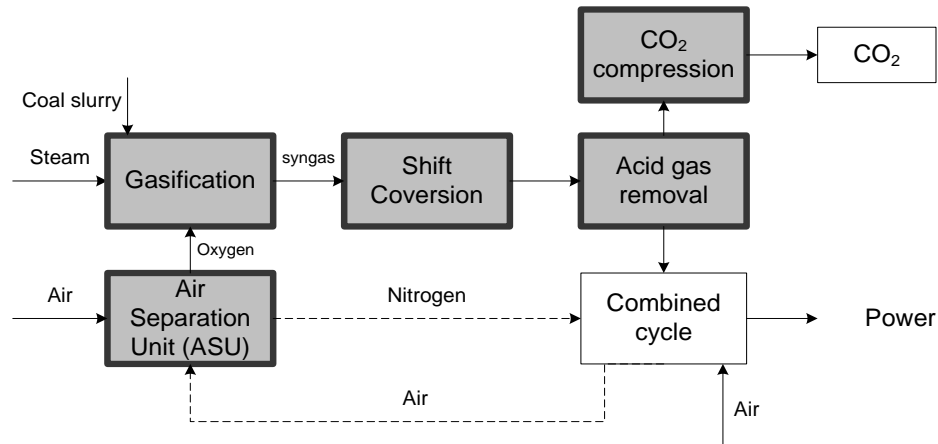 CO₂
compression
CO₂
Coal slurry
Steam
Gasification
syngas
Shift
Coversion
Acid gas
removal
Oxygen
Air
Air
Separation
Unit (ASU)
Nitrogen
Combined
cycle
Power
Air
Air